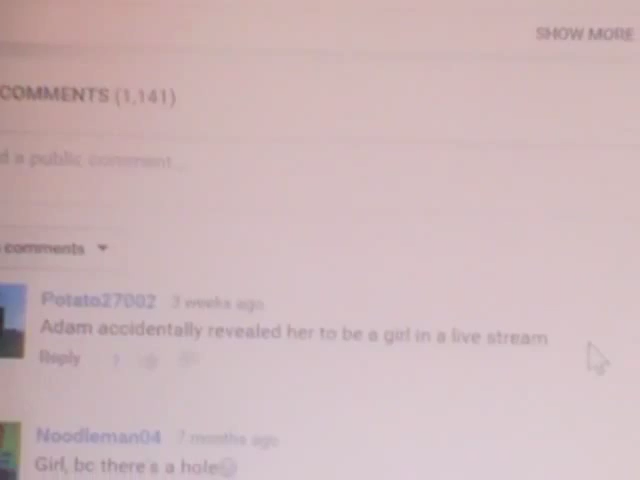 SHOW MORE
COMMENTS (1,141)
d a public comment...
comments
Potato27002 3 weeks ago
Adam accidentally revealed her to be a girl in a live stream
Reply
Noodleman04 7 months ago
Girl, bc there's a hole